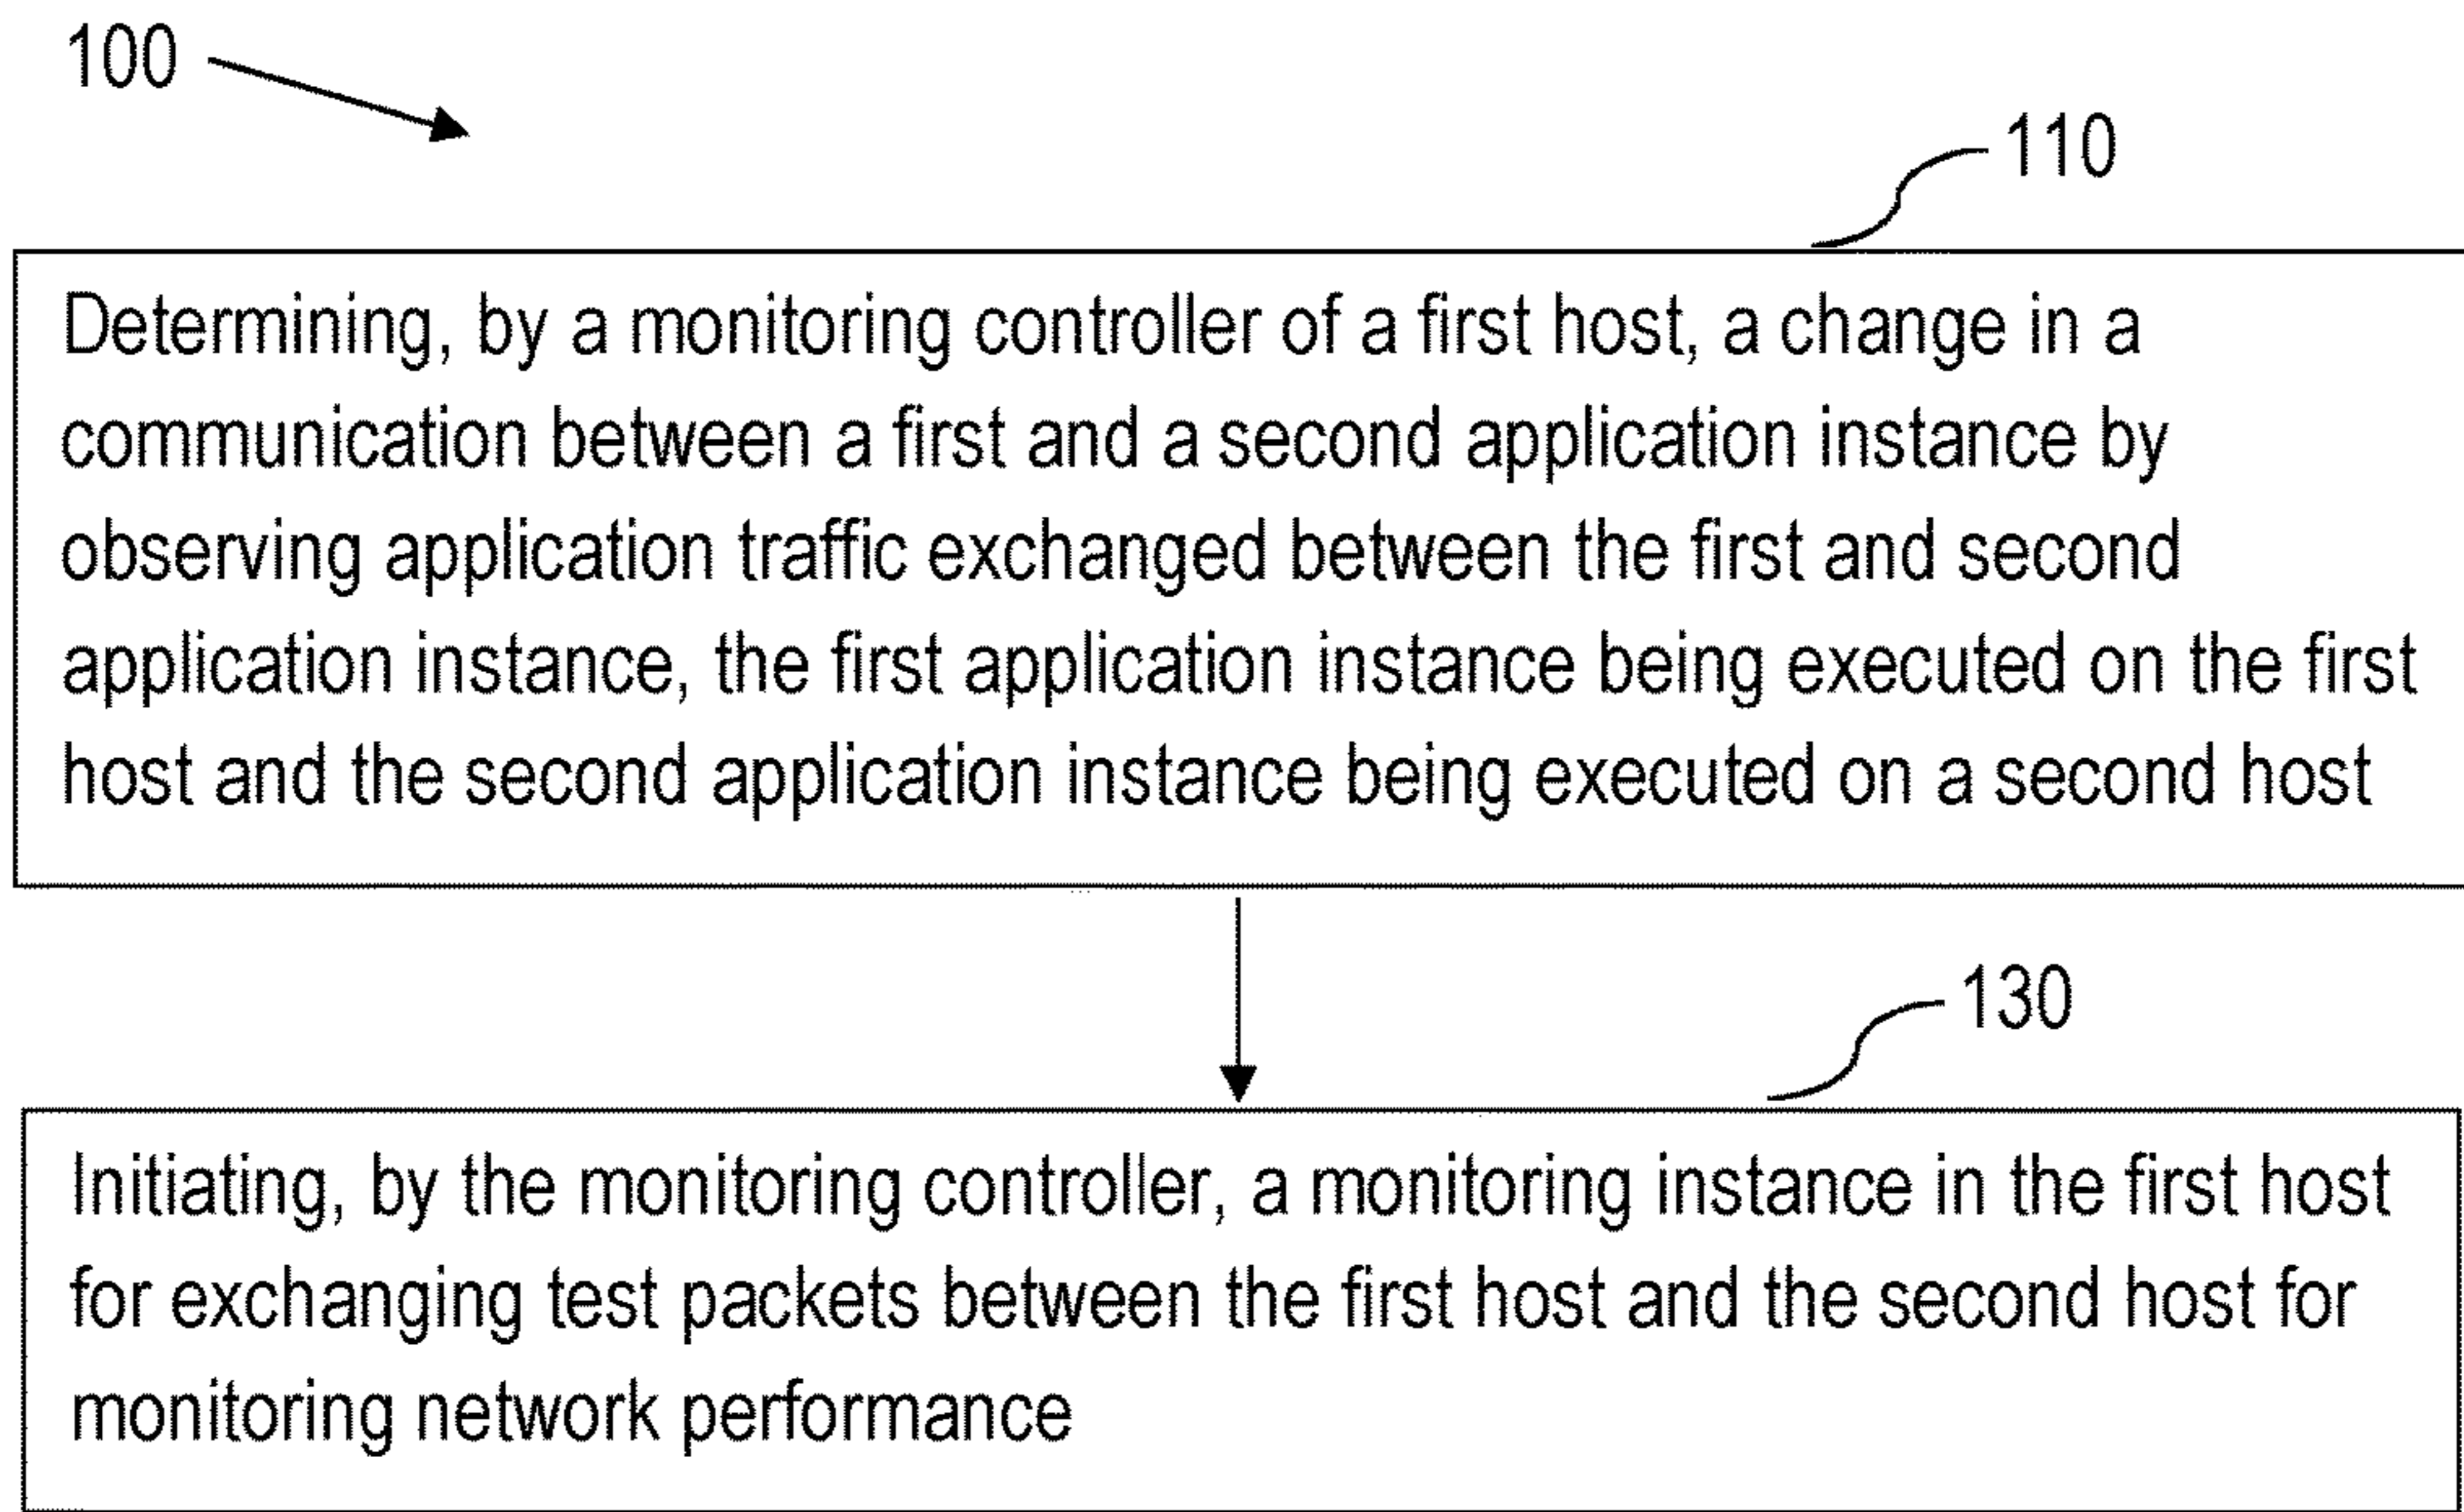 100
110
Determining, by a monitoring controller of a first host, a change in a
communication between a first and a second application instance by
observing application traffic exchanged between the first and second
application instance, the first application instance being executed on the first
host and the second application instance being executed on a second host
130
Initiating, by the monitoring controller, a monitoring instance in the first host
for exchanging test packets between the first host and the second host for
monitoring network performance